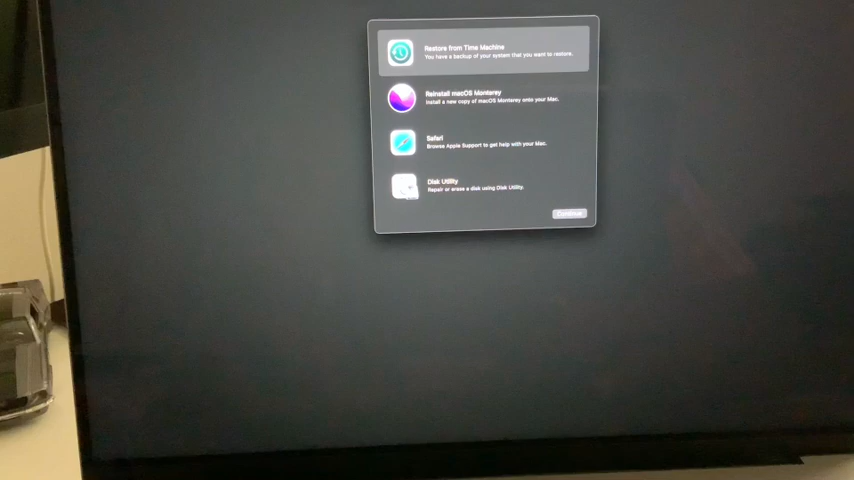 Restore from Time Machine
You have a backup of your system that you want to restore.
Reinstall macOS Monterey
Install a new copy of macOS Monterey onto your Mac.
Safari
Browse Apple Support to get help with your Mac.
Disk Utility
Repair or erase a disk using Disk Utility.
Continue